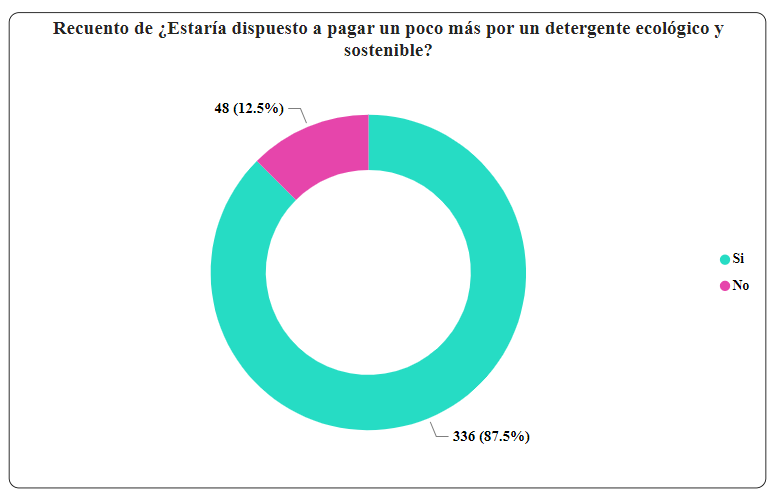 Recuento de ¿Estaría dispuesto a pagar un poco más por un detergente ecológico y
sostenible?
48 (12.5%)
Si
No
336 (87.5%)